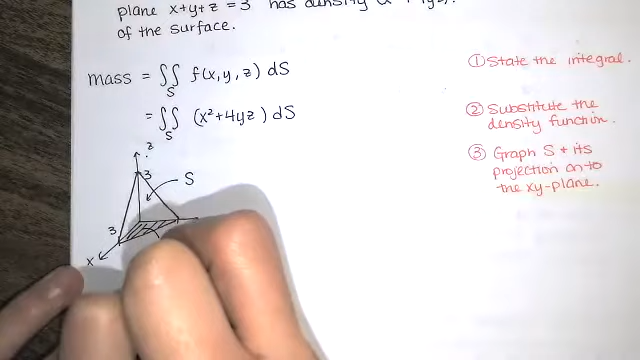 plane x+y+z = 3 has density
of the surface.
mass = ∬ f(x,y,z) dS
S
= ∬ (x²+4yz) dS
S
z
3
S
3
x
① State the integral.
② Substitute the
density function.
③ Graph S + its
projection onto
the xy-plane.